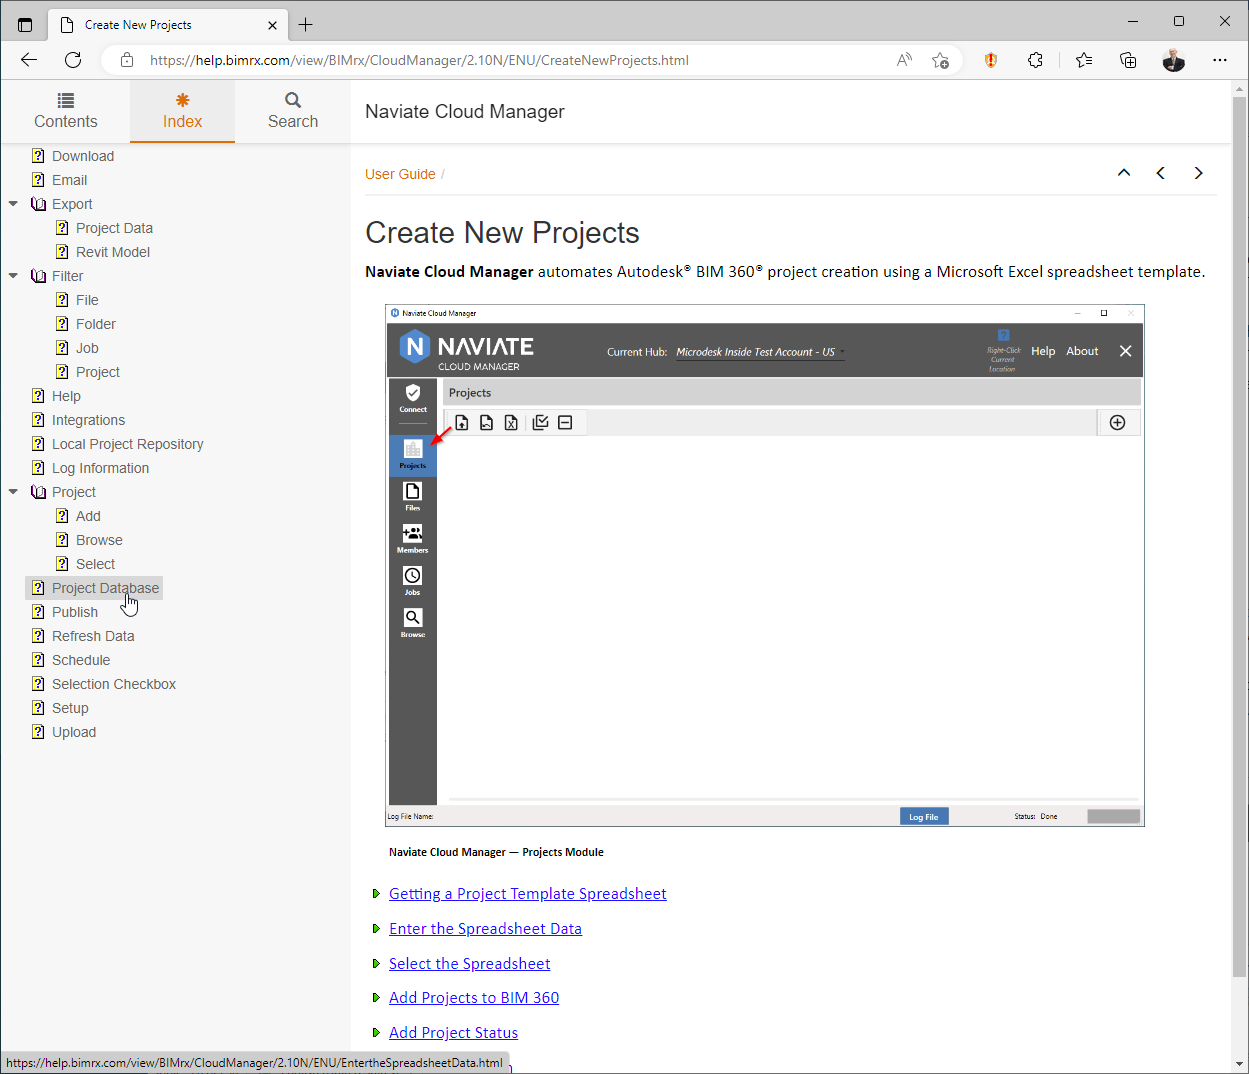 Create New Projects
https://help.bimrx.com/view/BIMrx/CloudManager/2.10N/ENU/CreateNewProjects.html
Contents
Index
Search
Download
Email
Export
Project Data
Revit Model
Filter
File
Folder
Job
Project
Help
Integrations
Local Project Repository
Log Information
Project
Add
Browse
Select
Project Database
Publish
Refresh Data
Schedule
Selection Checkbox
Setup
Upload
Naviate Cloud Manager
User Guide /
Create New Projects
Naviate Cloud Manager automates Autodesk® BIM 360® project creation using a Microsoft Excel spreadsheet template.
Naviate Cloud Manager
N NAVIATE
CLOUD MANAGER
Current Hub: Microdesk Inside Test Account - US
Right-Click
Current
Location
Help About
Connect
Projects
Projects
Files
Members
Jobs
Browse
Log File Name:
Log File
Status: Done
Naviate Cloud Manager — Projects Module
Getting a Project Template Spreadsheet
Enter the Spreadsheet Data
Select the Spreadsheet
Add Projects to BIM 360
Add Project Status
https://help.bimrx.com/view/BIMrx/CloudManager/2.10N/ENU/EntertheSpreadsheetData.html